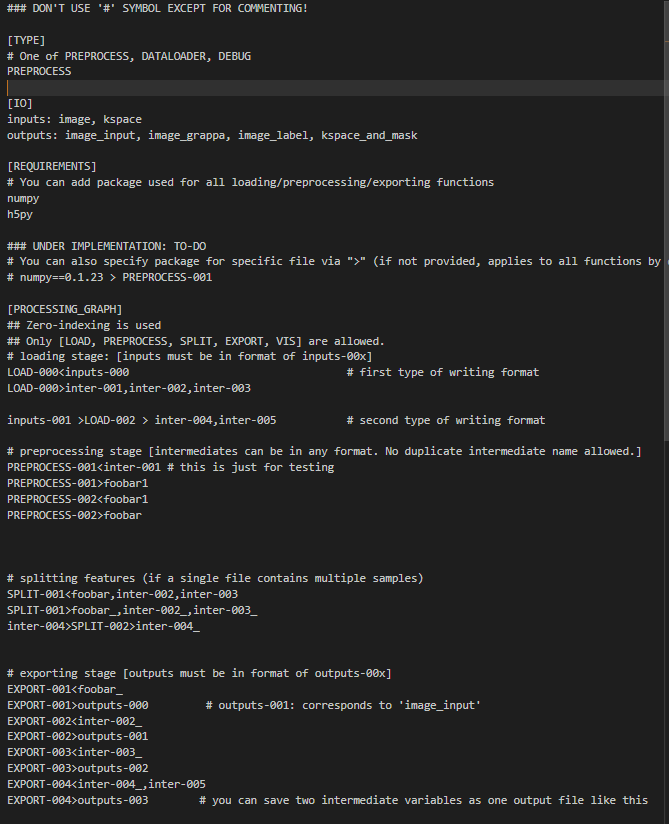 ### DON'T USE '#' SYMBOL EXCEPT FOR COMMENTING!
[TYPE]
# One of PREPROCESS, DATALOADER, DEBUG
PREPROCESS
[IO]
inputs: image, kspace
outputs: image_input, image_grappa, image_label, kspace_and_mask
[REQUIREMENTS]
# You can add package used for all loading/preprocessing/exporting functions
numpy
h5py
### UNDER IMPLEMENTATION: TO-DO
# You can also specify package for specific file via ">" (if not provided, applies to all functions by
# numpy==0.1.23 > PREPROCESS-001
[PROCESSING_GRAPH]
## Zero-indexing is used
## Only [LOAD, PREPROCESS, SPLIT, EXPORT, VIS] are allowed.
# loading stage: [inputs must be in format of inputs-00x]
LOAD-000<inputs-000 # first type of writing format
LOAD-000>inter-001,inter-002,inter-003
inputs-001 >LOAD-002 > inter-004,inter-005 # second type of writing format
# preprocessing stage [intermediates can be in any format. No duplicate intermediate name allowed.]
PREPROCESS-001<inter-001 # this is just for testing
PREPROCESS-001>foobar1
PREPROCESS-002<foobar1
PREPROCESS-002>foobar
# splitting features (if a single file contains multiple samples)
SPLIT-001<foobar,inter-002,inter-003
SPLIT-001>foobar_,inter-002_,inter-003_
inter-004>SPLIT-002>inter-004_
# exporting stage [outputs must be in format of outputs-00x]
EXPORT-001<foobar_
EXPORT-001>outputs-000 # outputs-001: corresponds to 'image_input'
EXPORT-002<inter-002_
EXPORT-002>outputs-001
EXPORT-003<inter-003_
EXPORT-003>outputs-002
EXPORT-004<inter-004_,inter-005
EXPORT-004>outputs-003 # you can save two intermediate variables as one output file like this